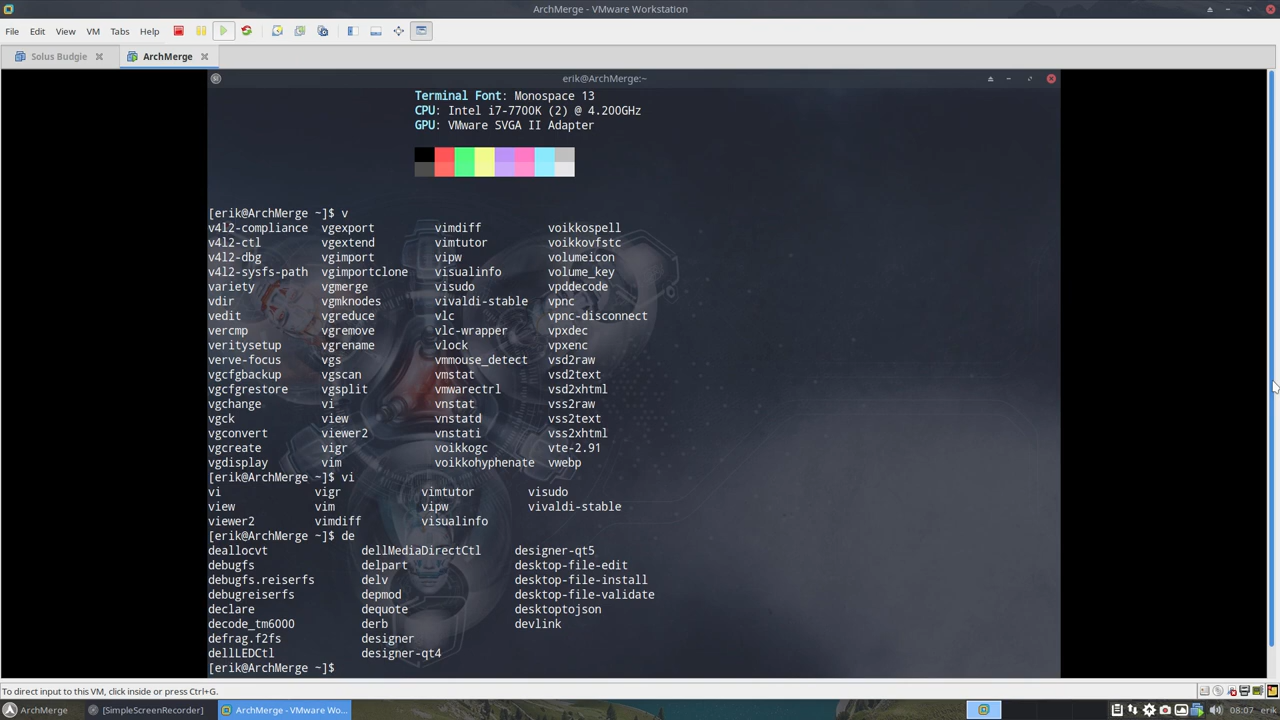 ArchMerge - VMware Workstation
File Edit View VM Tabs Help
Solus Budgie ArchMerge
erik@ArchMerge:~
Terminal Font: Monospace 13
CPU: Intel i7-7700K (2) @ 4.200GHz
GPU: VMware SVGA II Adapter
[erik@ArchMerge ~]$ v
v4l2-compliance vgexport vimdiff voikkospell
v4l2-ctl vgextend vimtutor voikkovfstc
v4l2-dbg vgimport vipw volumeicon
v4l2-sysfs-path vgimportclone visualinfo volume_key
variety vgmerge visudo vpddecode
vdir vgmknodes vivaldi-stable vpnc
vedit vgreduce vlc vpnc-disconnect
vercmp vgremove vlc-wrapper vpxdec
veritysetup vgrename vlock vpxenc
verve-focus vgs vmmouse_detect vsd2raw
vgcfgbackup vgscan vmstat vsd2text
vgcfgrestore vgsplit vmwarectrl vsd2xhtml
vgchange vi vnstat vss2raw
vgck view vnstatd vss2text
vgconvert viewer2 vnstati vss2xhtml
vgcreate vigr voikkogc vte-2.91
vgdisplay vim voikkohyphenate vwebp
[erik@ArchMerge ~]$ vi
vi vigr vimtutor visudo
view vim vipw vivaldi-stable
viewer2 vimdiff visualinfo
[erik@ArchMerge ~]$ de
deallocvt dellMediaDirectCtl designer-qt5
debugfs delpart desktop-file-edit
debugfs.reiserfs delv desktop-file-install
debugreiserfs depmod desktop-file-validate
declare dequote desktoptojson
decode_tm6000 derb devlink
defrag.f2fs designer
dellLEDCtl designer-qt4
[erik@ArchMerge ~]$
To direct input to this VM, click inside or press Ctrl+G.
ArchMerge [SimpleScreenRecorder] ArchMerge - VMware Wo... 08:07 erik